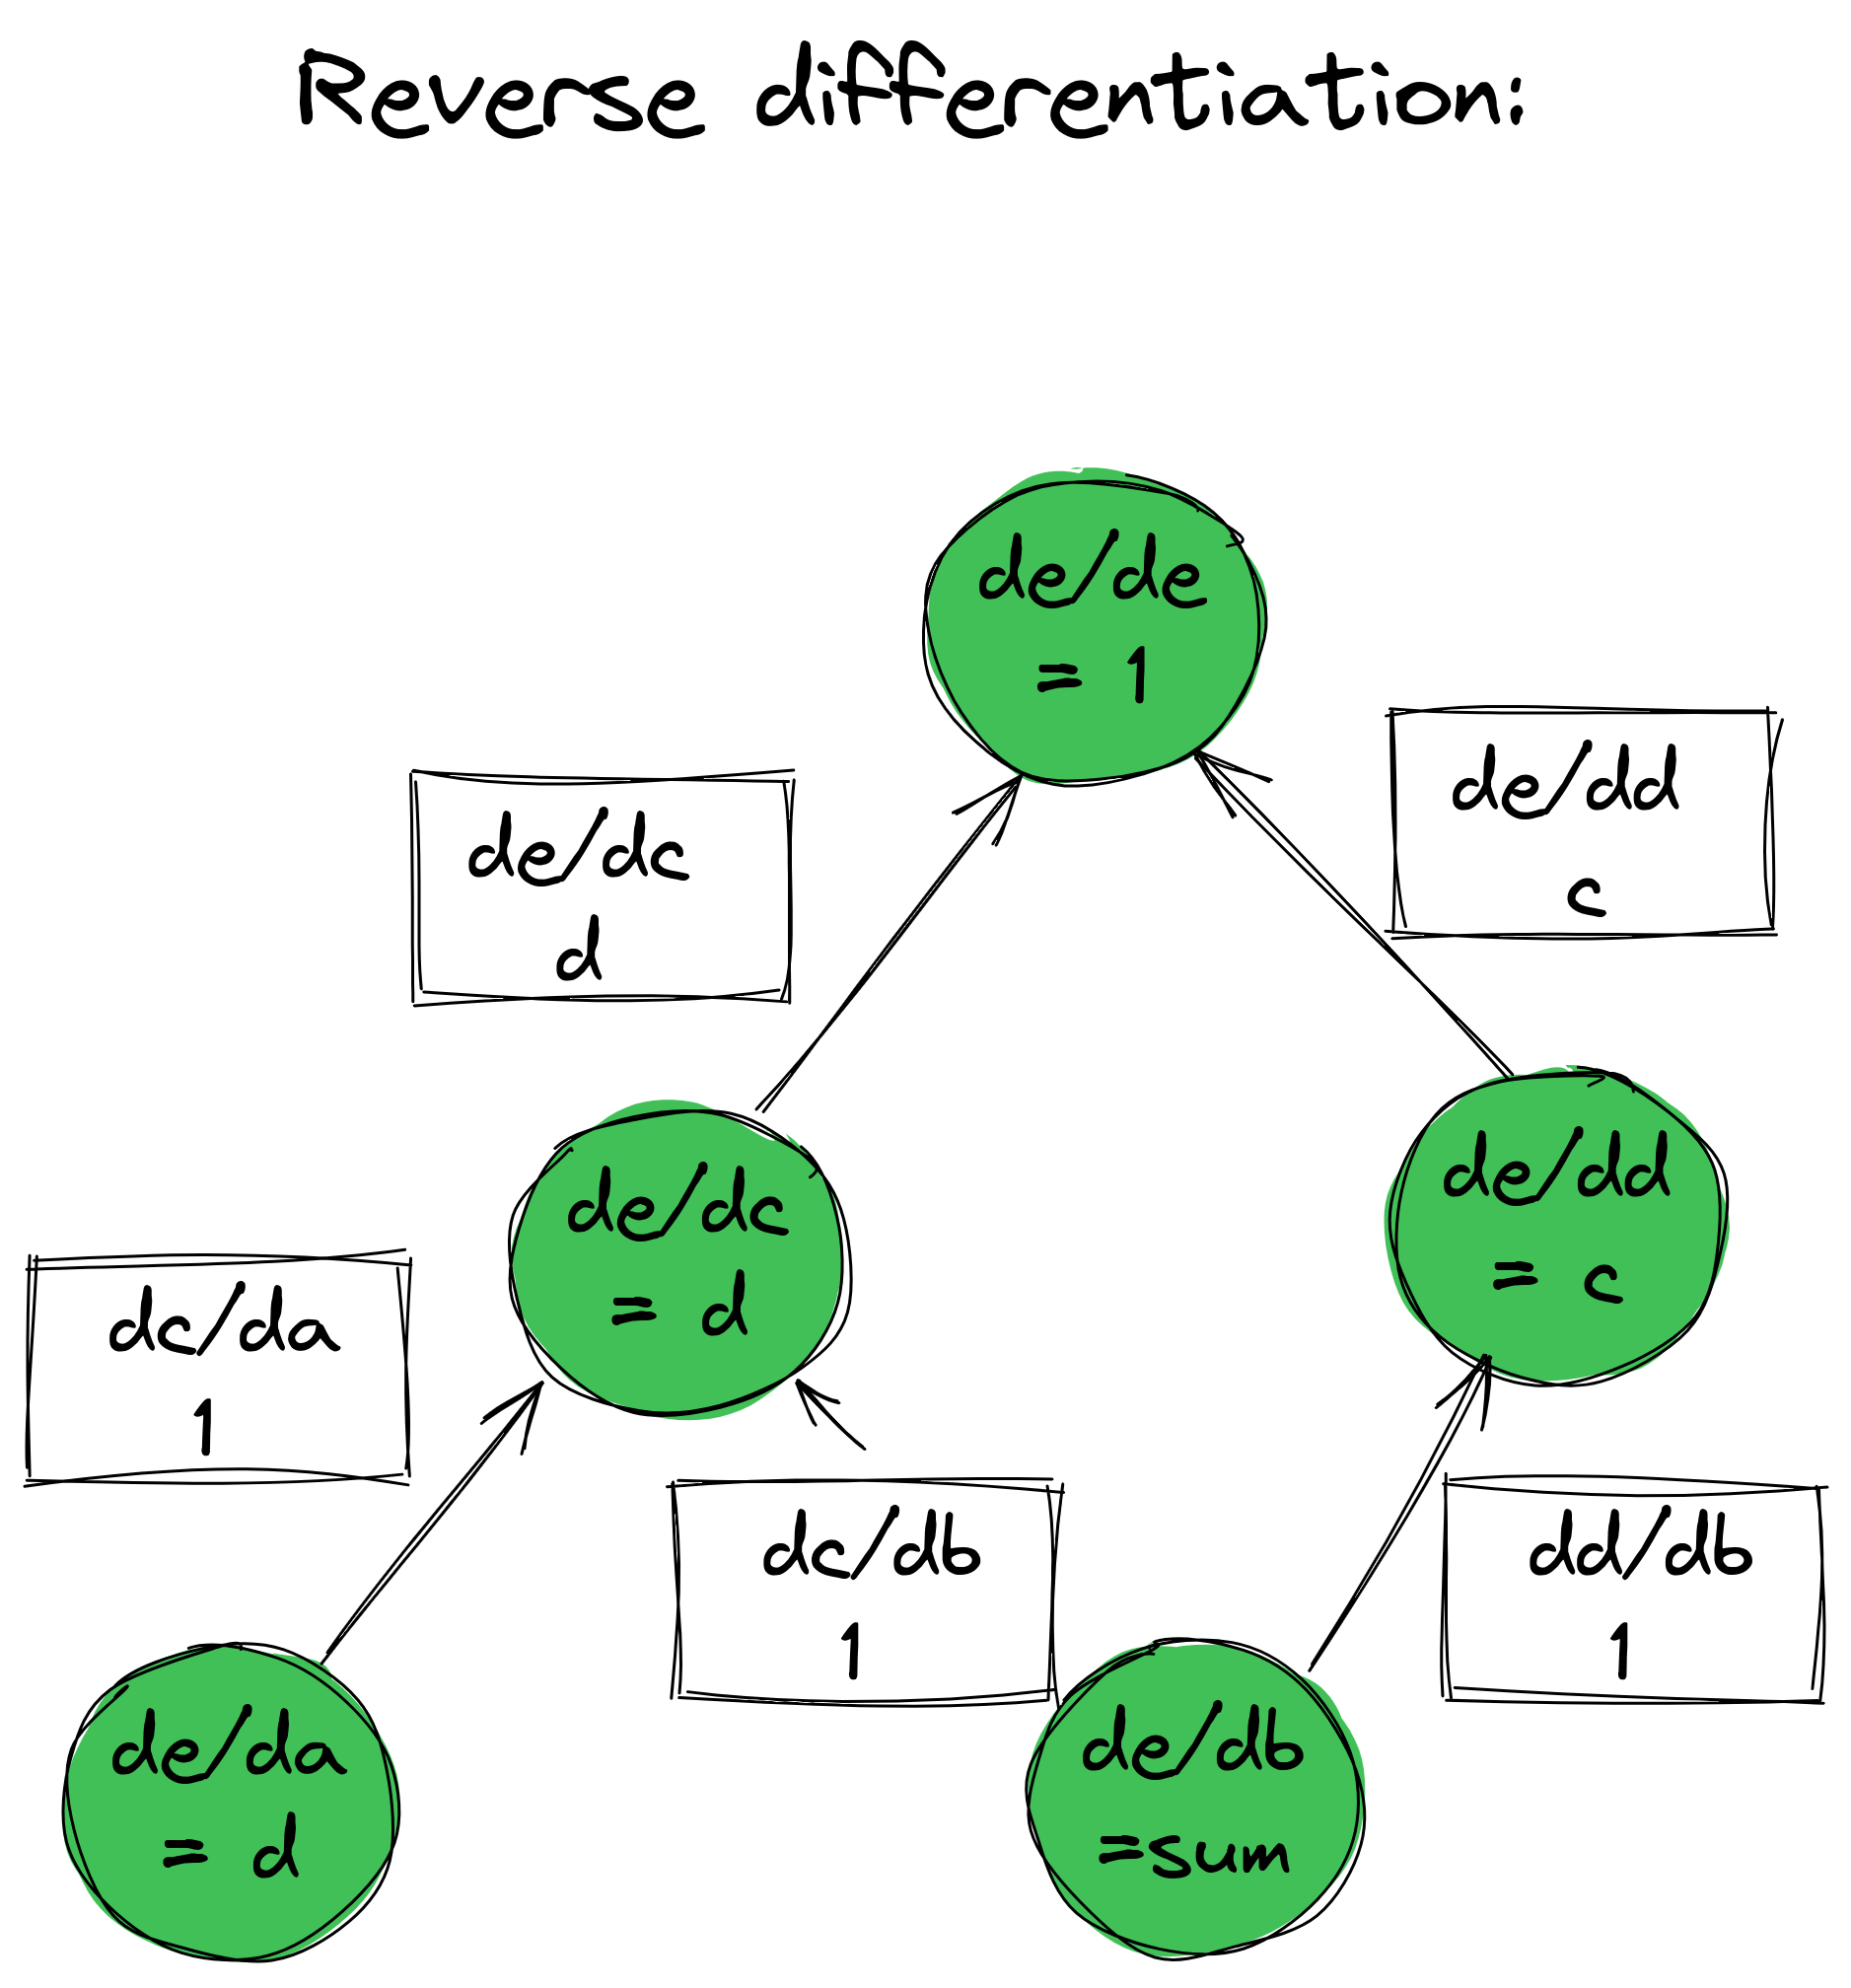 Reverse differentiation:
de/de
= 1
de/dd
c
de/dc
d
de/dc
= d
de/dd
= c
dc/da
1
dc/db
1
dd/db
1
de/da
= d
de/db
=sum